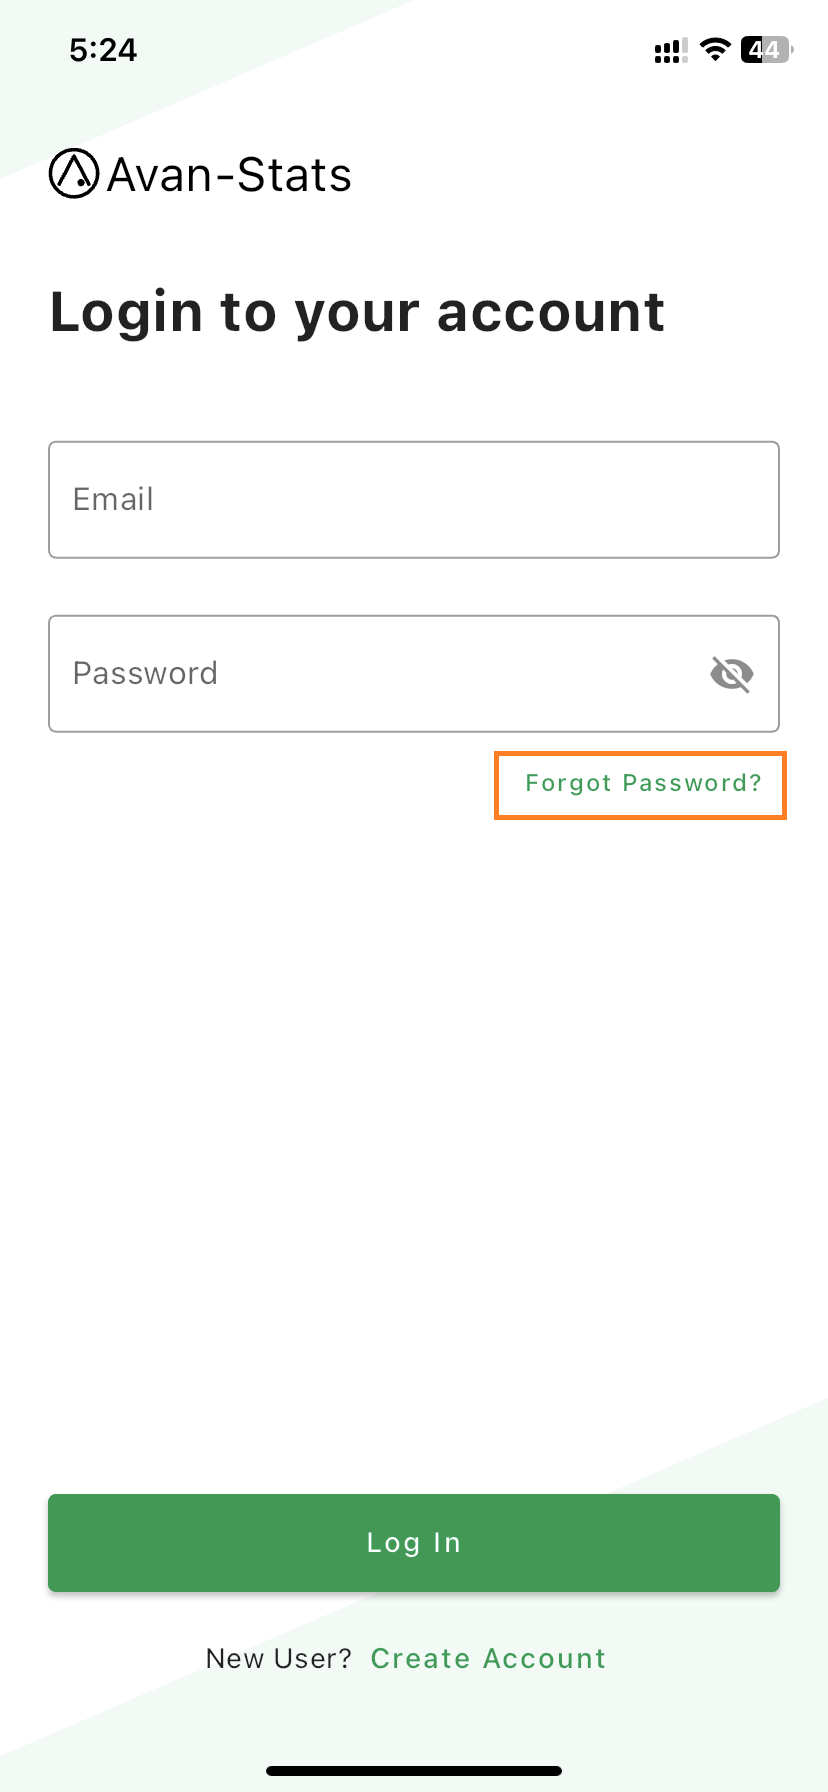 5:24
44
Avan-Stats
Login to your account
Email
Password
Forgot Password?
Log In
New User? Create Account